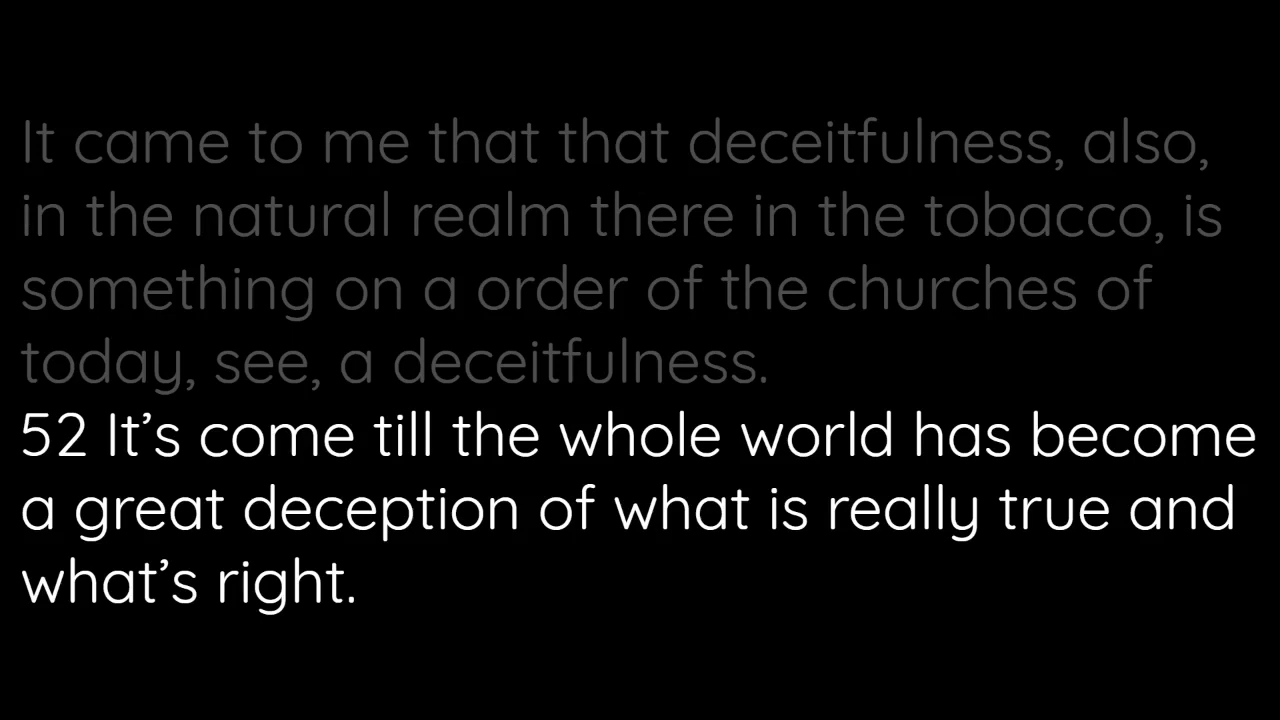 It came to me that that deceitfulness, also,
in the natural realm there in the tobacco, is
something on a order of the churches of
today, see, a deceitfulness.
52 It’s come till the whole world has become
a great deception of what is really true and
what’s right.